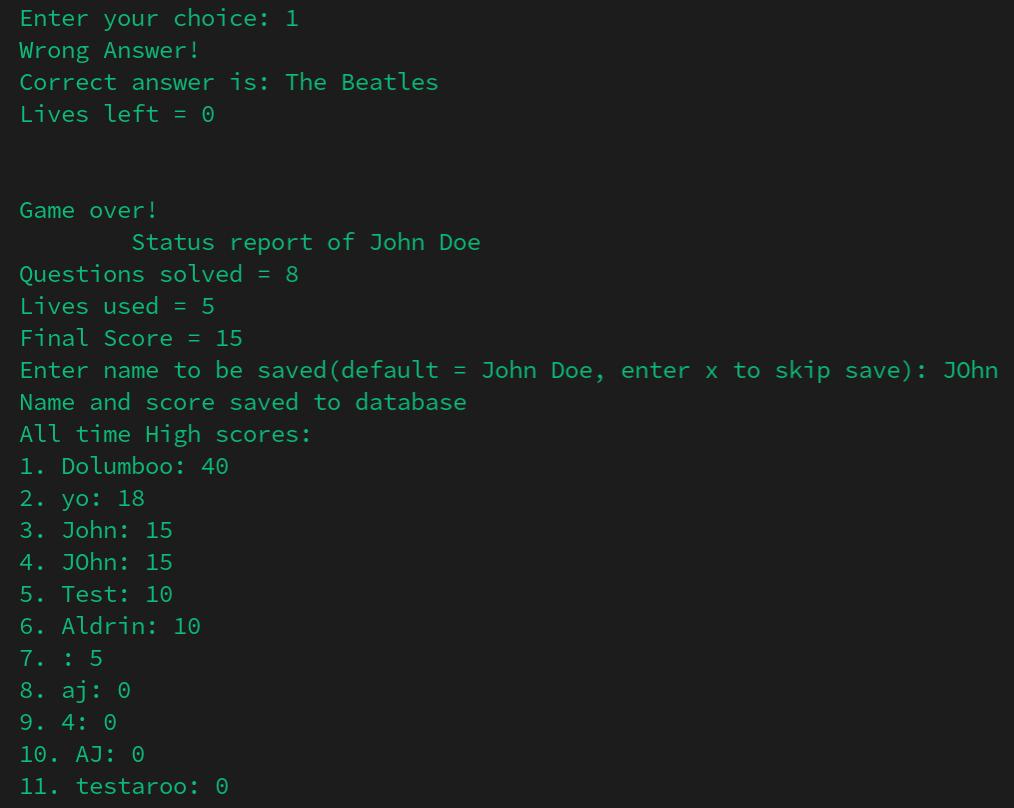 Enter your choice: 1
Wrong Answer!
Correct answer is: The Beatles
Lives left = 0
Game over!
Status report of John Doe
Questions solved = 8
Lives used = 5
Final Score = 15
Enter name to be saved(default = John Doe, enter x to skip save): JOhn
Name and score saved to database
All time High scores:
1. Dolumboo: 40
2. yo: 18
3. John: 15
4. JOhn: 15
5. Test: 10
6. Aldrin: 10
7. : 5
8. aj: 0
9. 4: 0
10. AJ: 0
11. testaroo: 0